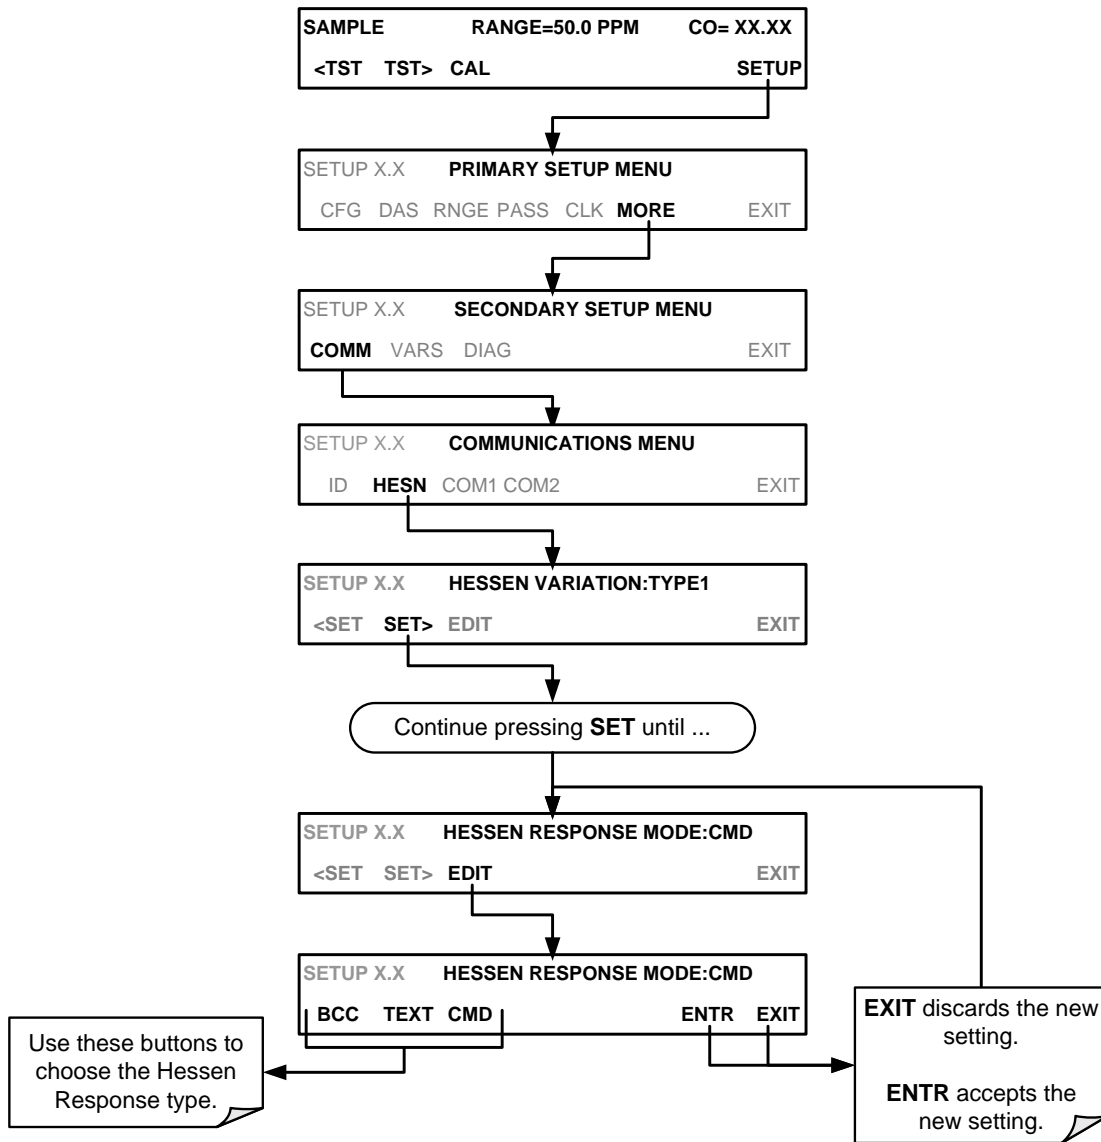 SAMPLE RANGE=50.0 PPM CO= XX.XX
<TST TST> CAL SETUP
SETUP X.X PRIMARY SETUP MENU
CFG DAS RNGE PASS CLK MORE EXIT
SETUP X.X SECONDARY SETUP MENU
COMM VARS DIAG EXIT
SETUP X.X COMMUNICATIONS MENU
ID HESN COM1 COM2 EXIT
SETUP X.X HESSEN VARIATION:TYPE1
<SET SET> EDIT EXIT
Continue pressing SET until ...
SETUP X.X HESSEN RESPONSE MODE:CMD
<SET SET> EDIT EXIT
SETUP X.X HESSEN RESPONSE MODE:CMD
BCC TEXT CMD ENTR EXIT
Use these buttons to
choose the Hessen
Response type.
EXIT discards the new
setting.
ENTR accepts the
new setting.